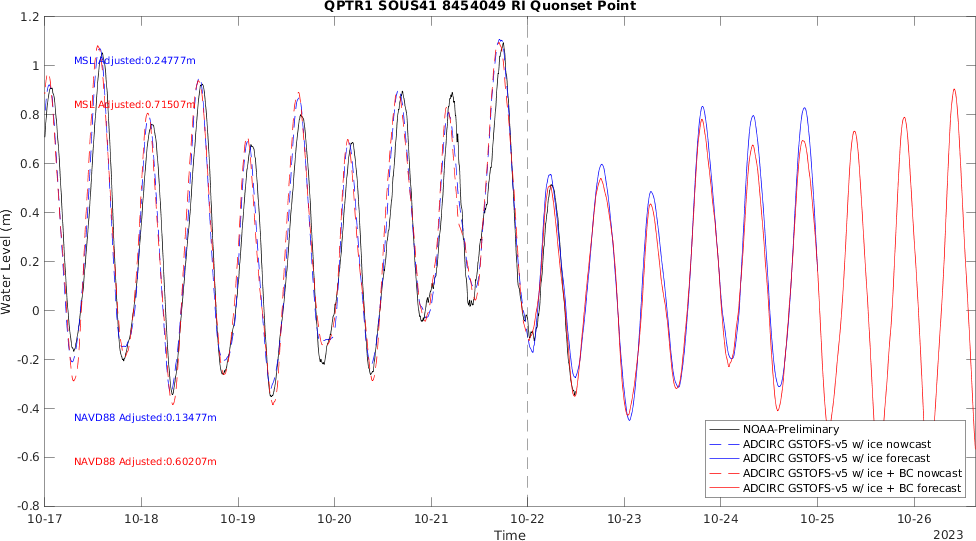 QPTR1 SOUS41 8454049 RI Quonset Point
1.2
1
0.8
0.6
0.4
0.2
0
-0.2
-0.4
-0.6
-0.8
Water Level (m)
MSL Adjusted:0.24777m
MSL Adjusted:0.71507m
NAVD88 Adjusted:0.13477m
NAVD88 Adjusted:0.60207m
NOAA-Preliminary
ADCIRC GSTOFS-v5 w/ ice nowcast
ADCIRC GSTOFS-v5 w/ ice forecast
ADCIRC GSTOFS-v5 w/ ice + BC nowcast
ADCIRC GSTOFS-v5 w/ ice + BC forecast
10-17 10-18 10-19 10-20 10-21 10-22 10-23 10-24 10-25 10-26
Time
2023